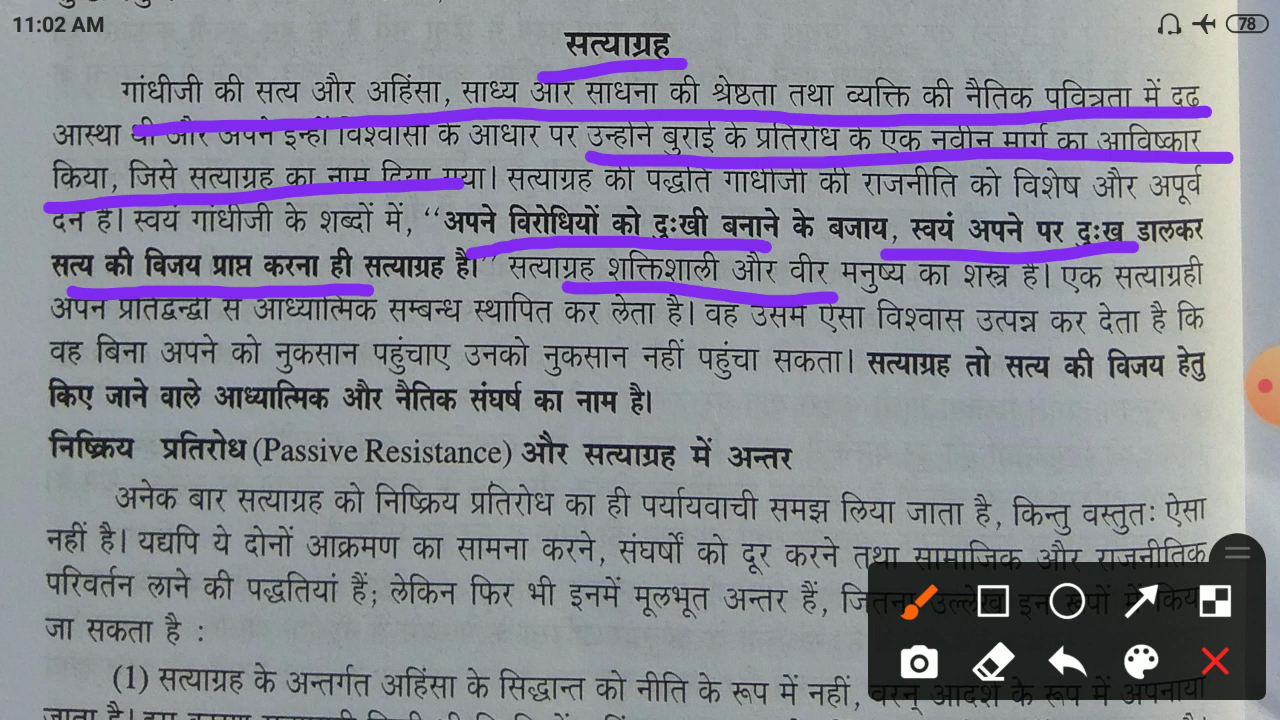 11:02 AM
78
सत्याग्रह
गांधीजी की सत्य और अहिंसा, साध्य और साधना की श्रेष्ठता तथा व्यक्ति की नैतिक पवित्रता में दृढ़
आस्था थी और अपने इन्हीं विश्वासों के आधार पर उन्होंने बुराई के प्रतिरोध के एक नवीन मार्ग का आविष्कार
किया, जिसे सत्याग्रह का नाम दिया गया। सत्याग्रह की पद्धति गांधीजी की राजनीति को विशेष और अपूर्व
देन है। स्वयं गांधीजी के शब्दों में, ‘‘अपने विरोधियों को दुःखी बनाने के बजाय, स्वयं अपने पर दुःख डालकर
सत्य की विजय प्राप्त करना ही सत्याग्रह है।’’ सत्याग्रह शक्तिशाली और वीर मनुष्य का शस्त्र है। एक सत्याग्रही
अपने प्रतिद्वन्द्वी से आध्यात्मिक सम्बन्ध स्थापित कर लेता है। वह उसमें ऐसा विश्वास उत्पन्न कर देता है कि
वह बिना अपने को नुकसान पहुंचाए उनको नुकसान नहीं पहुंचा सकता। सत्याग्रह तो सत्य की विजय हेतु
किए जाने वाले आध्यात्मिक और नैतिक संघर्ष का नाम है।
निष्क्रिय प्रतिरोध (Passive Resistance) और सत्याग्रह में अन्तर
अनेक बार सत्याग्रह को निष्क्रिय प्रतिरोध का ही पर्यायवाची समझ लिया जाता है, किन्तु वस्तुतः ऐसा
नहीं है। यद्यपि ये दोनों आक्रमण का सामना करने, संघर्षों को दूर करने तथा सामाजिक और राजनीतिक
परिवर्तन लाने की पद्धतियां हैं; लेकिन फिर भी इनमें मूलभूत अन्तर हैं, जितना उल्लेख इन रूपों में किया
जा सकता है :
(1) सत्याग्रह के अन्तर्गत अहिंसा के सिद्धान्त को नीति के रूप में नहीं, वरन् आदर्श के रूप में अपनाया
जाता है।